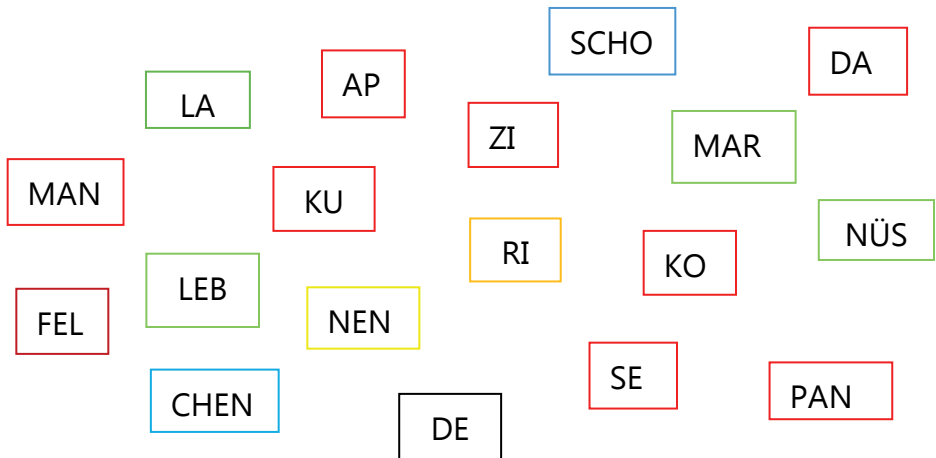 SCHO
DA
AP
LA
ZI
MAR
MAN
KU
NÜS
RI
KO
LEB
FEL
NEN
SE
PAN
CHEN
DE